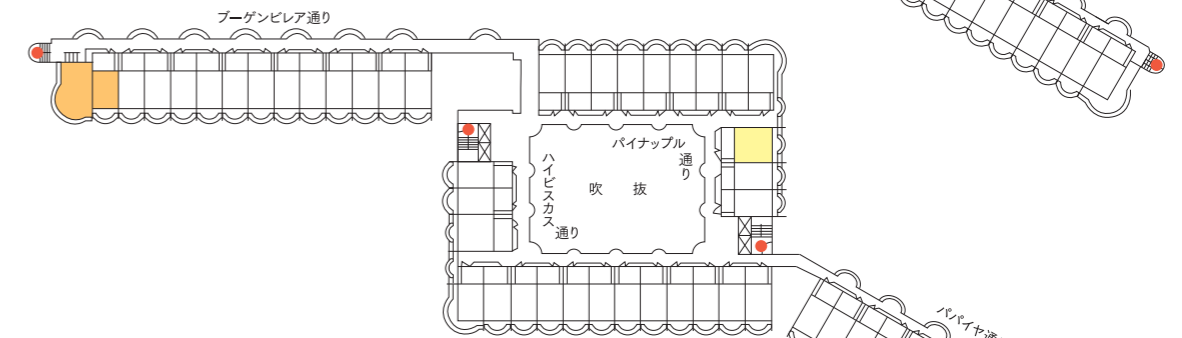 ブーゲンビレア通り
パイナップル
通り
ハイビスカス
通り
吹 抜
パパイヤ通